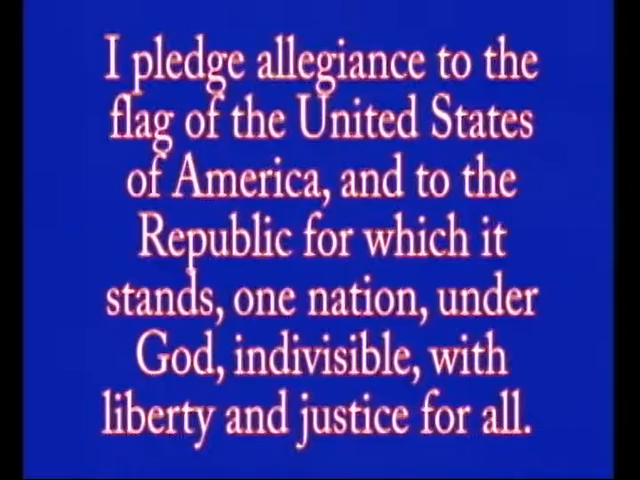 I pledge allegiance to the
flag of the United States
of America, and to the
Republic for which it
stands, one nation, under
God, indivisible, with
liberty and justice for all.